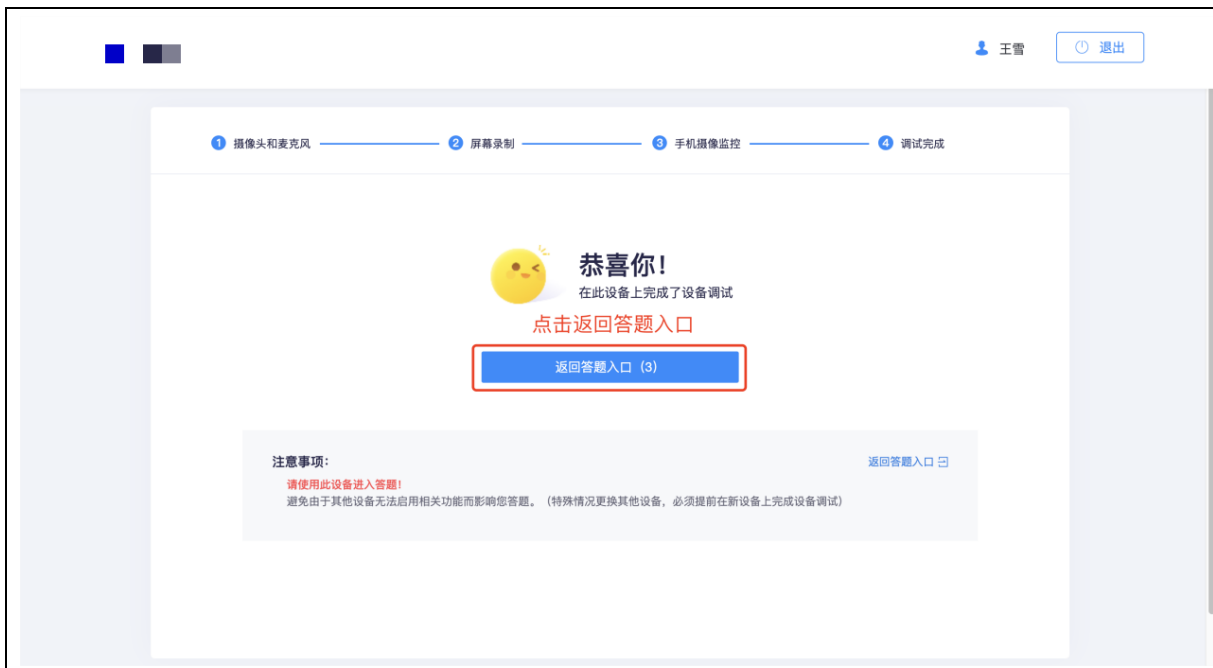 王雪
退出
1 摄像头和麦克风
2 屏幕录制
3 手机摄像监控
4 调试完成
恭喜你！
在此设备上完成了设备调试
点击返回答题入口
返回答题入口（3）
注意事项：
返回答题入口
请使用此设备进入答题！
避免由于其他设备无法启用相关功能而影响您答题。（特殊情况更换其他设备，必须提前在新设备上完成设备调试）